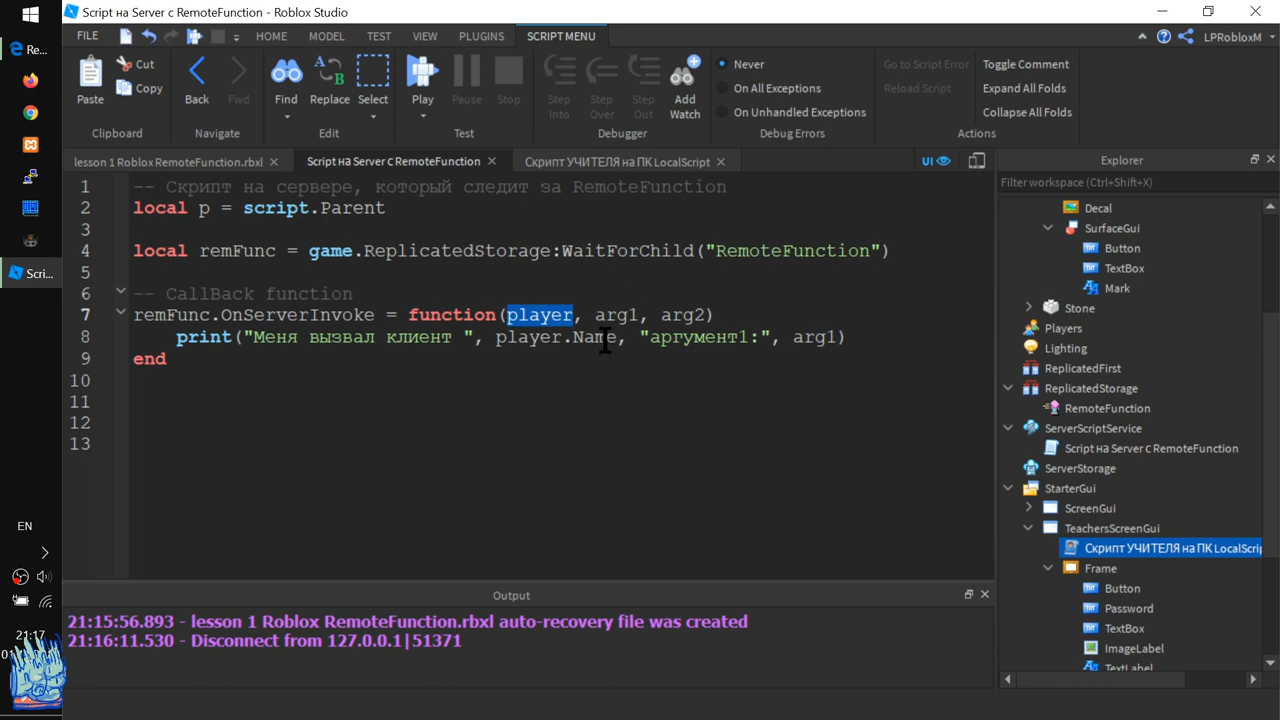 Script на Server с RemoteFunction - Roblox Studio
FILE HOME MODEL TEST VIEW PLUGINS SCRIPT MENU LPRobloxM
Re...
Paste
Cut
Copy
Clipboard
Back
Fwd
Navigate
Find
Replace
Select
Edit
Play
Pause
Stop
Test
Step Into
Step Over
Step Out
Add Watch
Debugger
Never
On All Exceptions
On Unhandled Exceptions
Debug Errors
Go to Script Error
Reload Script
Toggle Comment
Expand All Folds
Collapse All Folds
Actions
lesson 1 Roblox RemoteFunction.rbxl
Script на Server с RemoteFunction
Скрипт УЧИТЕЛЯ на ПК LocalScript
UI
1 -- Скрипт на сервере, который следит за RemoteFunction
2 local p = script.Parent
3
4 local remFunc = game.ReplicatedStorage:WaitForChild("RemoteFunction")
5
6 -- CallBack function
7 remFunc.OnServerInvoke = function(player, arg1, arg2)
8 print("Меня вызвал клиент ", player.Name, "аргумент1:", arg1)
9 end
10
11
12
13
Explorer
Filter workspace (Ctrl+Shift+X)
Decal
SurfaceGui
Button
TextBox
Mark
Stone
Players
Lighting
ReplicatedFirst
ReplicatedStorage
RemoteFunction
ServerScriptService
Script на Server с RemoteFunction
ServerStorage
StarterGui
ScreenGui
TeachersScreenGui
Скрипт УЧИТЕЛЯ на ПК LocalScrip
Frame
Button
Password
TextBox
ImageLabel
TextLabel
Output
21:15:56.893 - lesson 1 Roblox RemoteFunction.rbxl auto-recovery file was created
21:16:11.530 - Disconnect from 127.0.0.1|51371
Scri...
EN
21:17